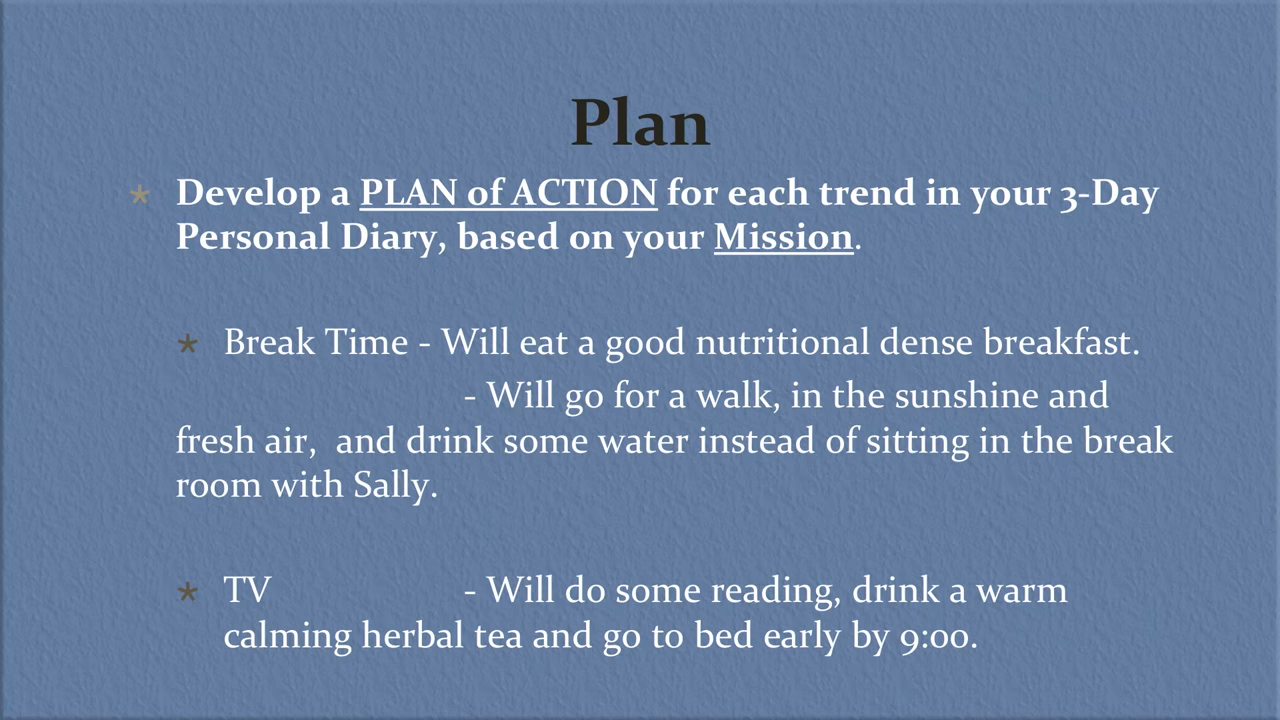 Plan
* Develop a PLAN of ACTION for each trend in your 3-Day
Personal Diary, based on your Mission.
* Break Time - Will eat a good nutritional dense breakfast.
- Will go for a walk, in the sunshine and
fresh air,  and drink some water instead of sitting in the break
room with Sally.
* TV - Will do some reading, drink a warm
calming herbal tea and go to bed early by 9:00.